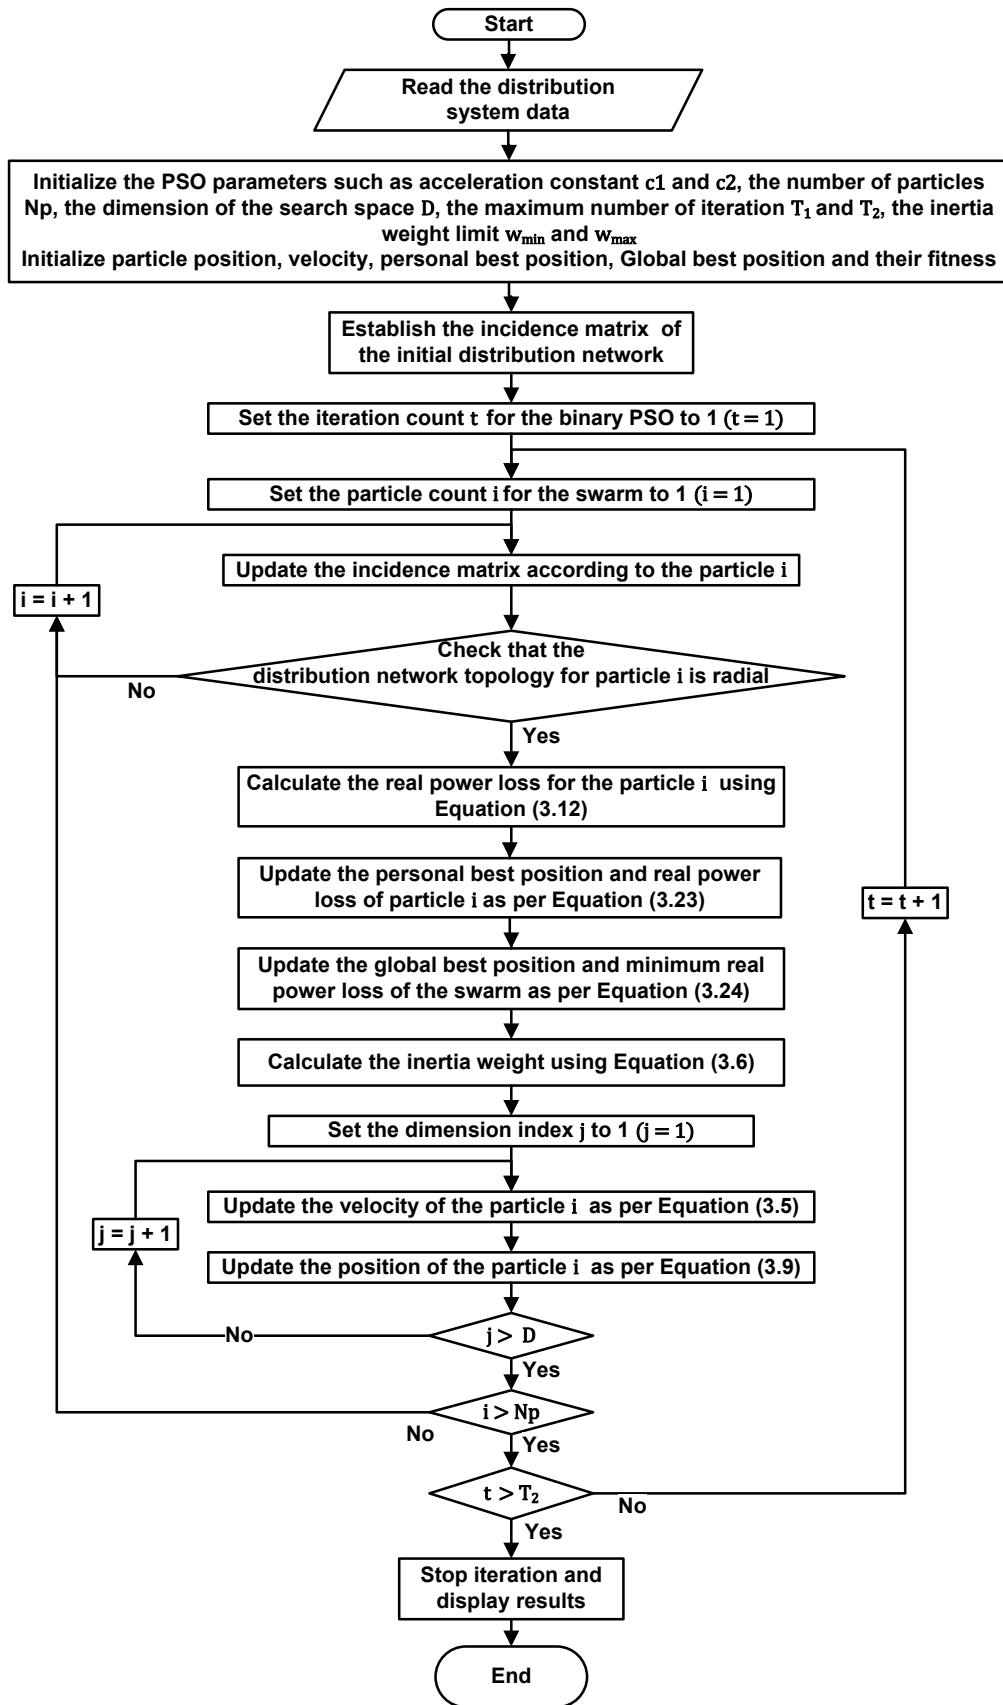 Start
Read the distribution
system data
Initialize the PSO parameters such as acceleration constant c1 and c2, the number of particles
Np, the dimension of the search space D, the maximum number of iteration T₁ and T₂, the inertia
weight limit wₘᵢₙ and wₘₐₓ
Initialize particle position, velocity, personal best position, Global best position and their fitness
Establish the incidence matrix of
the initial distribution network
Set the iteration count t for the binary PSO to 1 (t = 1)
Set the particle count i for the swarm to 1 (i = 1)
Update the incidence matrix according to the particle i
i = i + 1
Check that the
distribution network topology for particle i is radial
No
Yes
Calculate the real power loss for the particle i using
Equation (3.12)
Update the personal best position and real power
loss of particle i as per Equation (3.23)
t = t + 1
Update the global best position and minimum real
power loss of the swarm as per Equation (3.24)
Calculate the inertia weight using Equation (3.6)
Set the dimension index j to 1 (j = 1)
Update the velocity of the particle i as per Equation (3.5)
j = j + 1
Update the position of the particle i as per Equation (3.9)
No
j > D
Yes
i > Np
No
Yes
t > T₂
No
Yes
Stop iteration and
display results
End